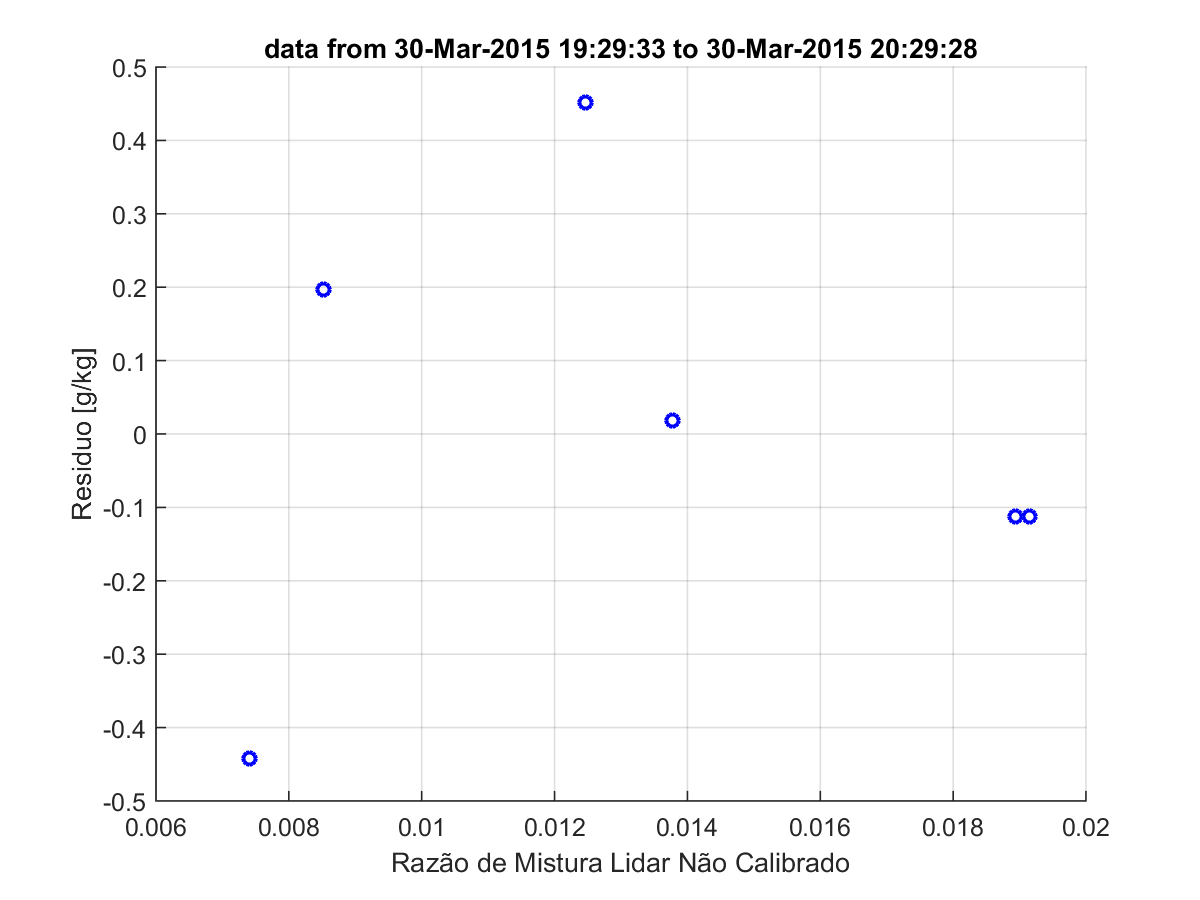 data from 30-Mar-2015 19:29:33 to 30-Mar-2015 20:29:28
0.5
0.4
0.3
0.2
0.1
0
-0.1
-0.2
-0.3
-0.4
-0.5
Residuo [g/kg]
0.006 0.008 0.01 0.012 0.014 0.016 0.018 0.02
Razão de Mistura Lidar Não Calibrado